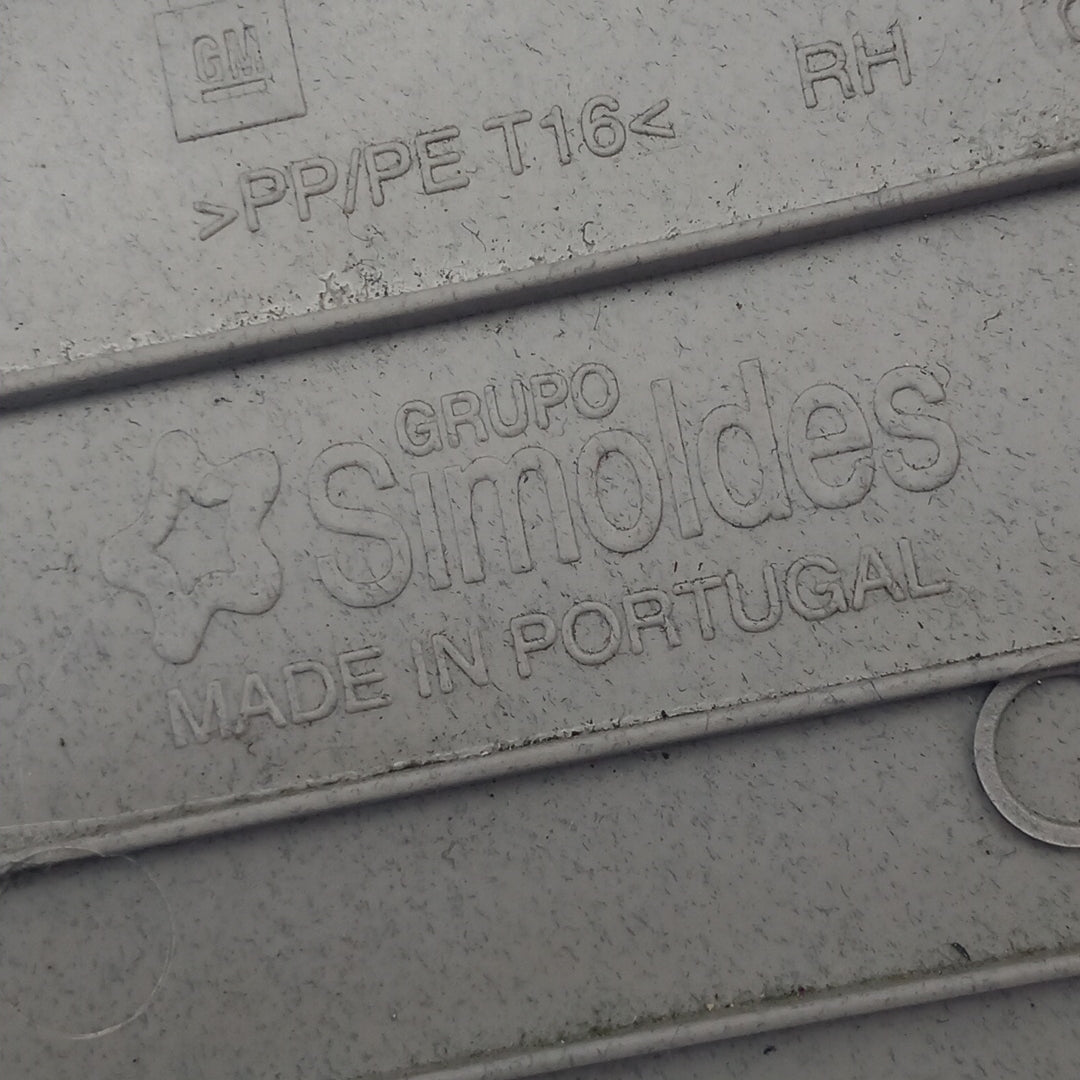 GM
RH
>PP/PE T16<
GRUPO
Simoldes
MADE IN PORTUGAL